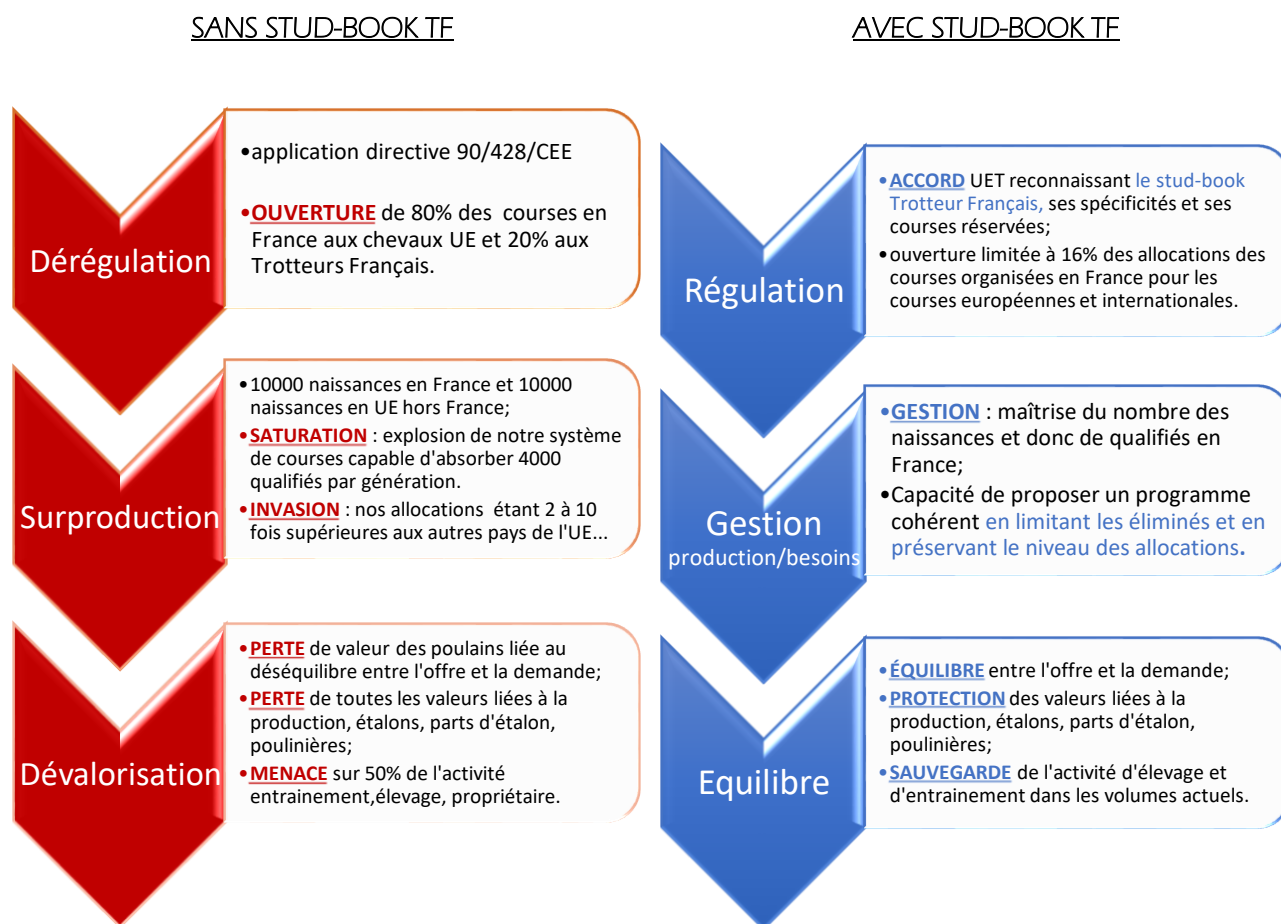 SANS STUD-BOOK TF
Dérégulation
•application directive 90/428/CEE
•OUVERTURE de 80% des courses en
France aux chevaux UE et 20% aux
Trotteurs Français.
Surproduction
•10000 naissances en France et 10000
naissances en UE hors France;
•SATURATION : explosion de notre système
de courses capable d'absorber 4000
qualifiés par génération.
•INVASION : nos allocations étant 2 à 10
fois supérieures aux autres pays de l'UE...
Dévalorisation
•PERTE de valeur des poulains liée au
déséquilibre entre l'offre et la demande;
•PERTE de toutes les valeurs liées à la
production, étalons, parts d'étalon,
poulinières;
•MENACE sur 50% de l'activité
entrainement,élevage, propriétaire.
AVEC STUD-BOOK TF
Régulation
•ACCORD UET reconnaissant le stud-book
Trotteur Français, ses spécificités et ses
courses réservées;
•ouverture limitée à 16% des allocations des
courses organisées en France pour les
courses européennes et internationales.
Gestion
production/besoins
•GESTION : maîtrise du nombre des
naissances et donc de qualifiés en
France;
•Capacité de proposer un programme
cohérent en limitant les éliminés et en
préservant le niveau des allocations.
Equilibre
•ÉQUILIBRE entre l'offre et la demande;
•PROTECTION des valeurs liées à la
production, étalons, parts d'étalon,
poulinières;
•SAUVEGARDE de l'activité d'élevage et
d'entrainement dans les volumes actuels.